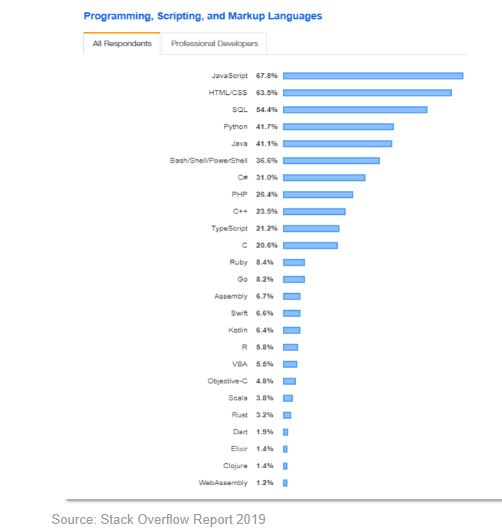 Programming, Scripting, and Markup Languages
All Respondents Professional Developers
JavaScript 67.8%
HTML/CSS 63.5%
SQL 54.4%
Python 41.7%
Java 41.1%
Bash/Shell/PowerShell 36.6%
C# 31.0%
PHP 26.4%
C++ 23.5%
TypeScript 21.2%
C 20.6%
Ruby 8.4%
Go 8.2%
Assembly 6.7%
Swift 6.6%
Kotlin 6.4%
R 5.8%
VBA 5.5%
Objective-C 4.8%
Scala 3.8%
Rust 3.2%
Dart 1.9%
Elixir 1.4%
Clojure 1.4%
WebAssembly 1.2%
Source: Stack Overflow Report 2019